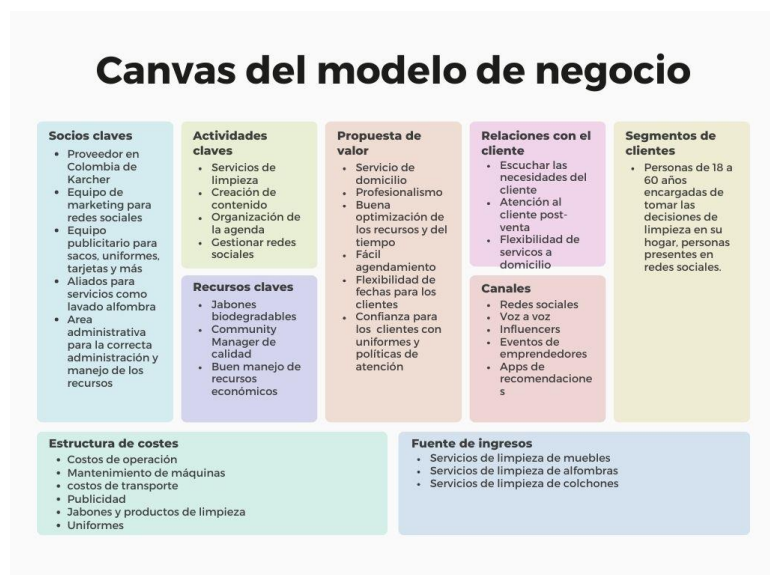 Canvas del modelo de negocio
Socios claves
• Proveedor en
Colombia de
Karcher
• Equipo de
marketing para
redes sociales
• Equipo
publicitario para
sacos, uniformes,
tarjetas y más
• Aliados para
servicios como
lavado alfombra
• Area
administrativa
para la correcta
administración y
manejo de los
recursos
Actividades
claves
• Servicios de
limpieza
• Creación de
contenido
• Organización de
la agenda
• Gestionar redes
sociales
Recursos claves
• Jabones
biodegradables
• Community
Manager de
calidad
• Buen manejo de
recursos
económicos
Propuesta de
valor
• Servicio de
domicilio
• Profesionalismo
• Buena
optimización de
los recursos y del
tiempo
• Fácil
agendamiento
• Flexibilidad de
fechas para los
clientes
• Confianza para
los clientes con
uniformes y
políticas de
atención
Relaciones con el
cliente
• Escuchar las
necesidades del
cliente
• Atención al
cliente post-
venta
• Flexibilidad de
servicos a
domicilio
Canales
• Redes sociales
• Voz a voz
• Influencers
• Eventos de
emprendedores
• Apps de
recomendacione
s
Segmentos de
clientes
• Personas de 18 a
60 años
encargadas de
tomar las
decisiones de
limpieza en su
hogar, personas
presentes en
redes sociales.
Estructura de costes
• Costos de operación
• Mantenimiento de máquinas
• costos de transporte
• Publicidad
• Jabones y productos de limpieza
• Uniformes
Fuente de ingresos
• Servicios de limpieza de muebles
• Servicios de limpieza de alfombras
• Servicios de limpieza de colchones